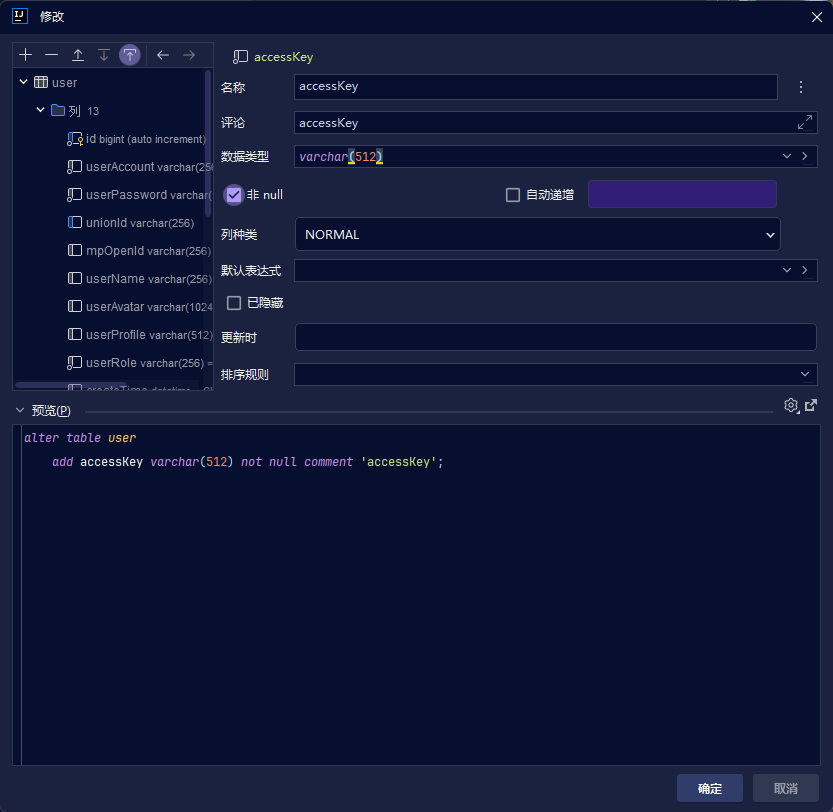 修改
user
列 13
id bigint (auto increment)
userAccount varchar(256
userPassword varchar(
unionId varchar(256)
mpOpenId varchar(256)
userName varchar(256)
userAvatar varchar(1024
userProfile varchar(512)
userRole varchar(256) =
createTime datetime
accessKey
名称
accessKey
评论
accessKey
数据类型
varchar(512)
非 null
自动递增
列种类
NORMAL
默认表达式
已隐藏
更新时
排序规则
预览(P)
alter table user
add accessKey varchar(512) not null comment 'accessKey';
确定
取消